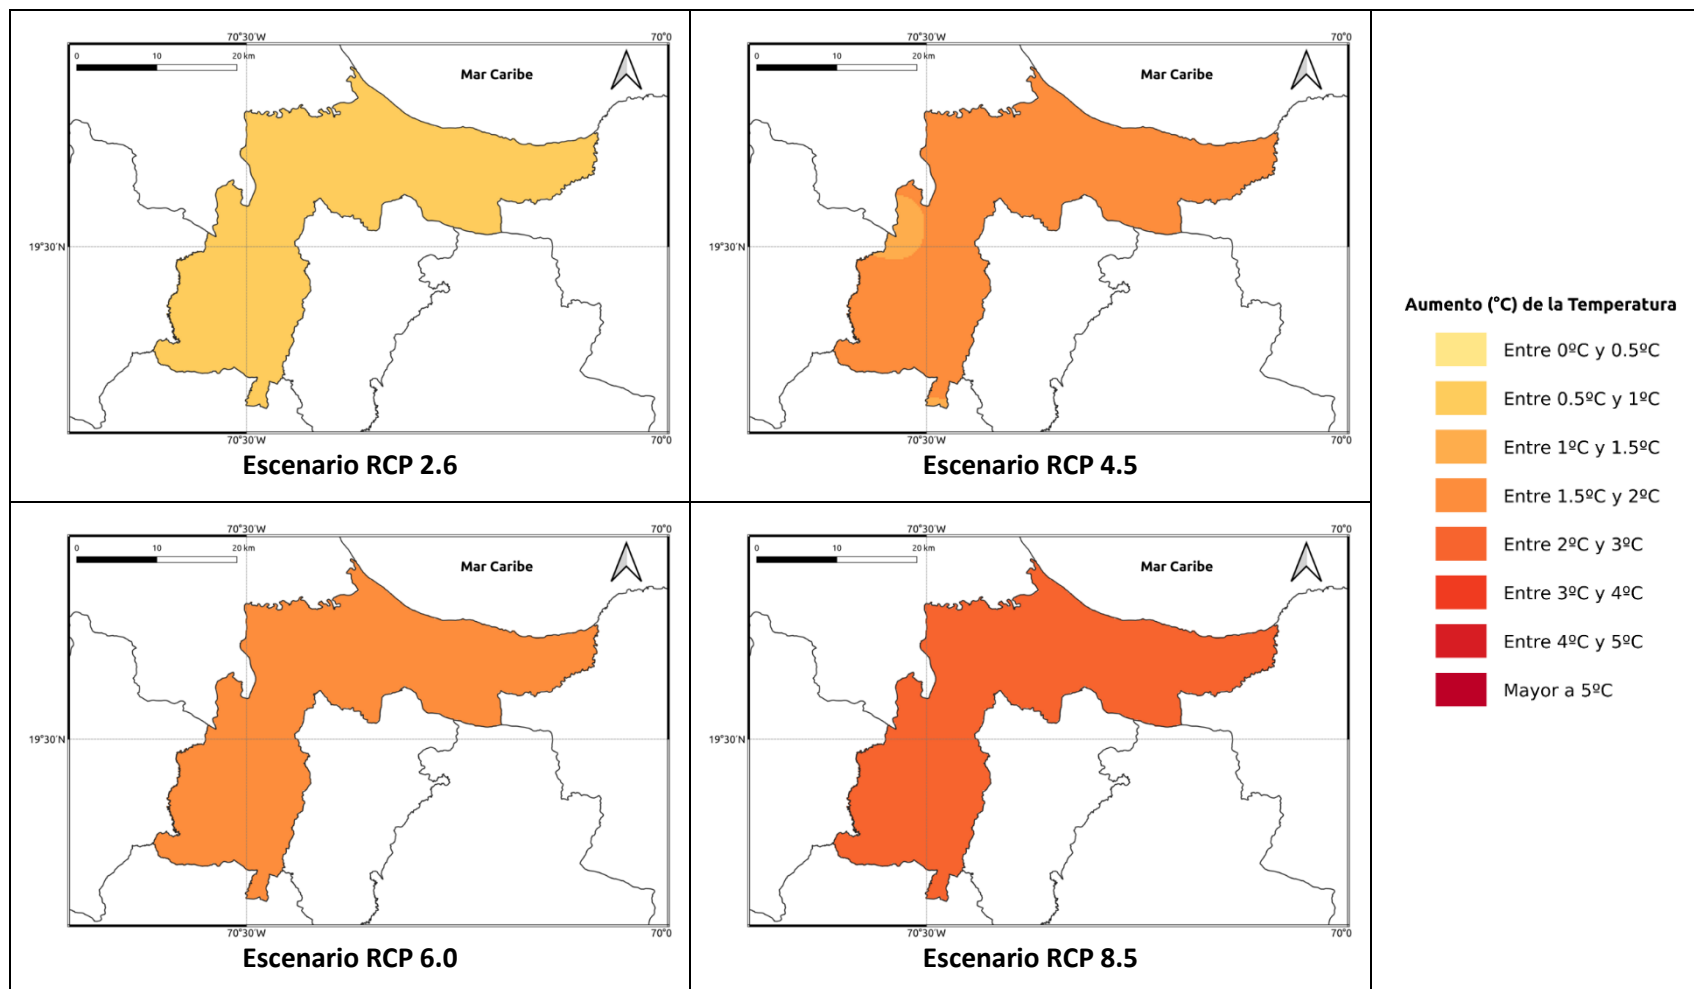 70°30′W
70°0
0
10
20 km
Mar Caribe
19°30′N
70°30′W
70°0
Escenario RCP 2.6
70°30′W
70°0
0
10
20 km
Mar Caribe
70°30′W
70°0
Escenario RCP 4.5
70°30′W
70°0
0
10
20 km
Mar Caribe
19°30′N
70°30′W
70°0
Escenario RCP 6.0
70°30′W
70°0
0
10
20 km
Mar Caribe
70°30′W
70°0
Escenario RCP 8.5
Aumento (°C) de la Temperatura
Entre 0ºC y 0.5ºC
Entre 0.5ºC y 1ºC
Entre 1ºC y 1.5ºC
Entre 1.5ºC y 2ºC
Entre 2ºC y 3ºC
Entre 3ºC y 4ºC
Entre 4ºC y 5ºC
Mayor a 5ºC